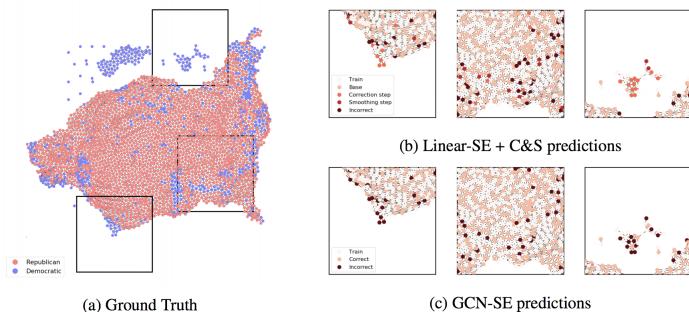 Republican
Democratic
(a) Ground Truth
Train
Base
Correction step
Smoothing step
Incorrect
(b) Linear-SE + C&S predictions
Train
Correct
Incorrect
(c) GCN-SE predictions